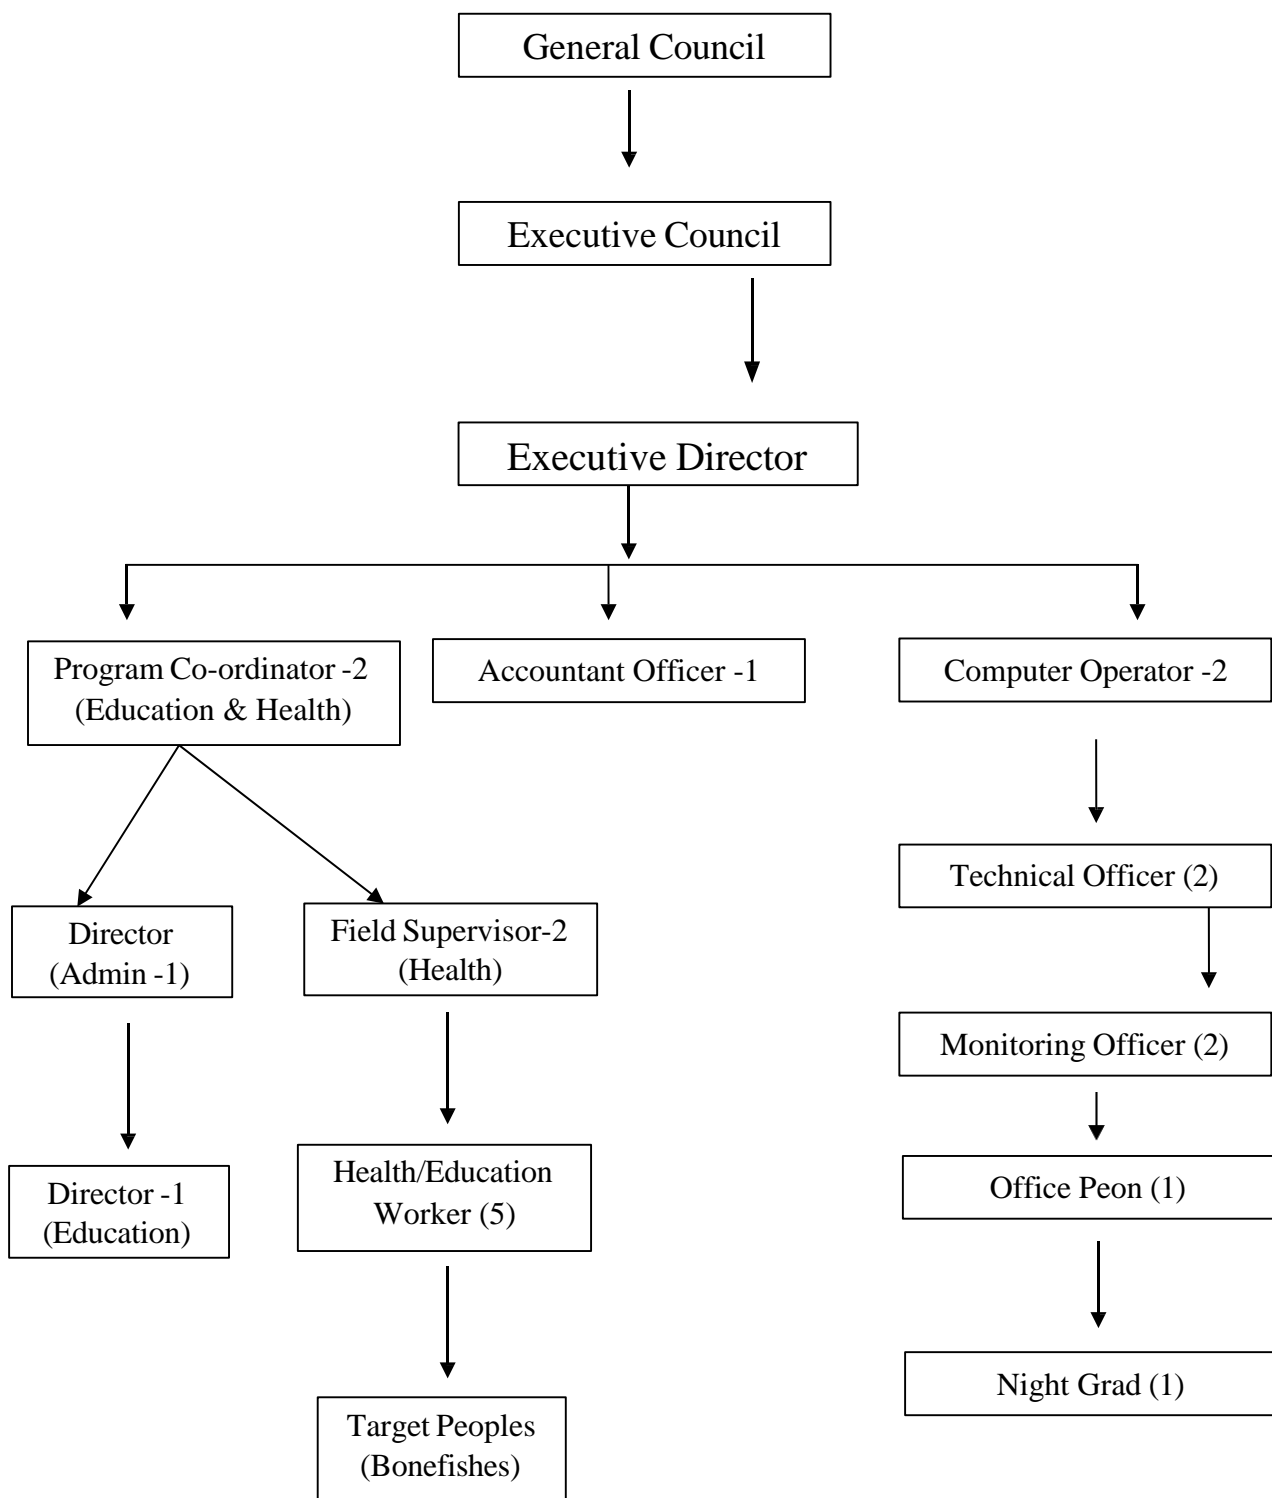 General Council
Executive Council
Executive Director
Program Co-ordinator -2
(Education & Health)
Accountant Officer -1
Computer Operator -2
Technical Officer (2)
Director
(Admin -1)
Field Supervisor-2
(Health)
Monitoring Officer (2)
Director -1
(Education)
Health/Education
Worker (5)
Office Peon (1)
Night Grad (1)
Target Peoples
(Bonefishes)